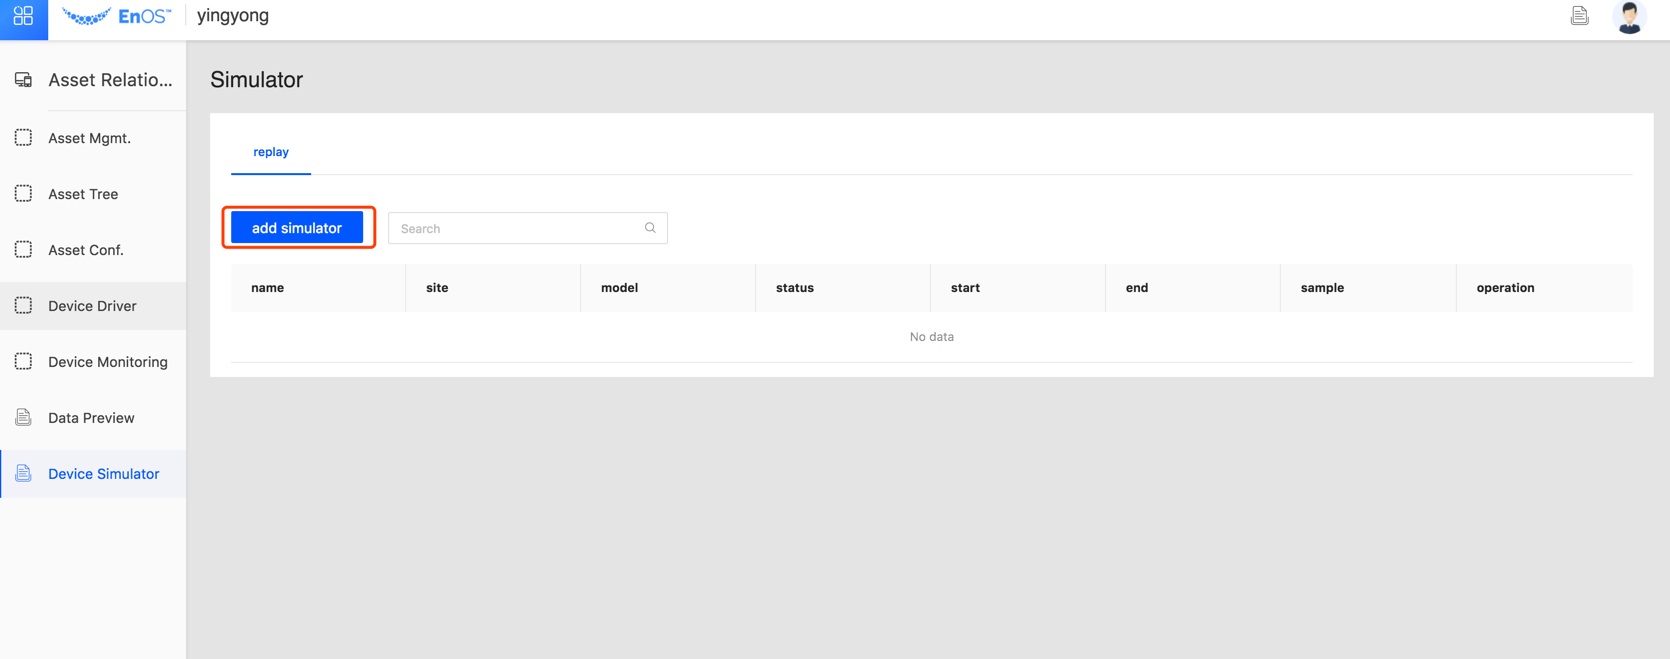 EnOS™ yingyong
Asset Relatio...
Asset Mgmt.
Asset Tree
Asset Conf.
Device Driver
Device Monitoring
Data Preview
Device Simulator
Simulator
replay
add simulator Search
name site model status start end sample operation
No data